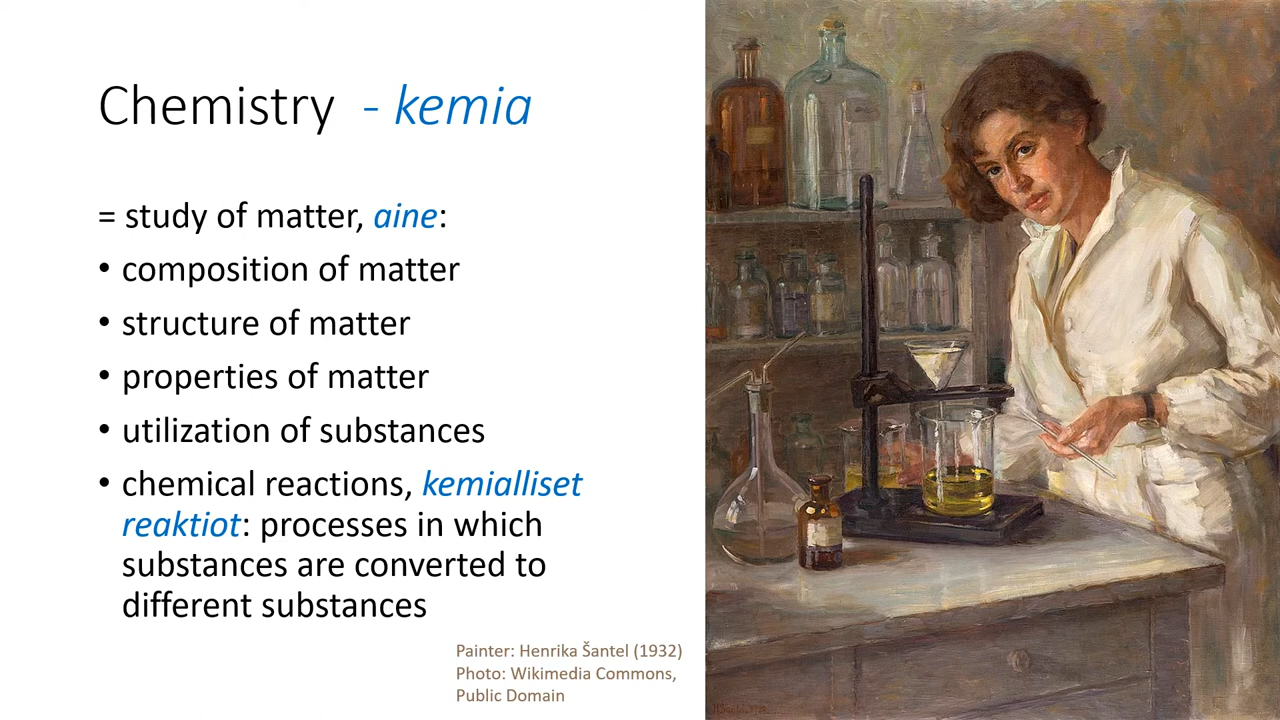 Chemistry - kemia
= study of matter, aine:
• composition of matter
• structure of matter
• properties of matter
• utilization of substances
• chemical reactions, kemialliset
reaktiot: processes in which
substances are converted to
different substances
Painter: Henrika Šantel (1932)
Photo: Wikimedia Commons,
Public Domain